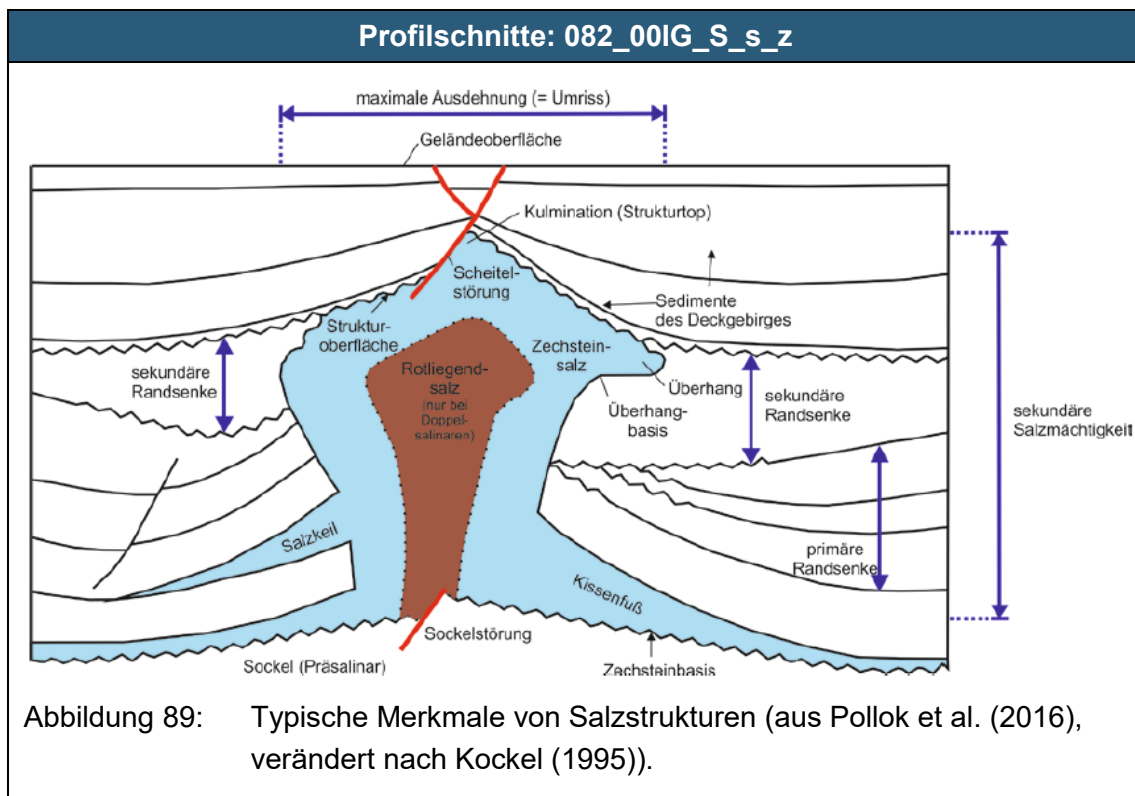 Profilschnitte: 082_00IG_S_s_z
maximale Ausdehnung (= Umriss)
Geländeoberfläche
Kulmination (Strukturtop)
Scheitel-
störung
Sedimente
des Deckgebirges
Struktur-
oberfläche
Zechstein-
salz
sekundäre
Randsenke
Rotliegend-
salz
(nur bei
Doppel-
salinaren)
Überhang
Überhang-
basis
sekundäre
Randsenke
sekundäre
Salzmächtigkeit
Salzkeil
primäre
Randsenke
Kissenfuß
Sockelstörung
Sockel (Präsalinar)
Zechsteinbasis
Abbildung 89: Typische Merkmale von Salzstrukturen (aus Pollok et al. (2016),
verändert nach Kockel (1995)).